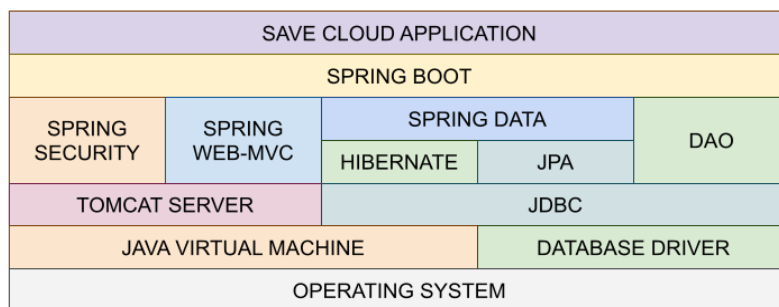 SAVE CLOUD APPLICATION
SPRING BOOT
SPRING
SECURITY
SPRING
WEB-MVC
SPRING DATA
DAO
HIBERNATE
JPA
TOMCAT SERVER
JDBC
JAVA VIRTUAL MACHINE
DATABASE DRIVER
OPERATING SYSTEM